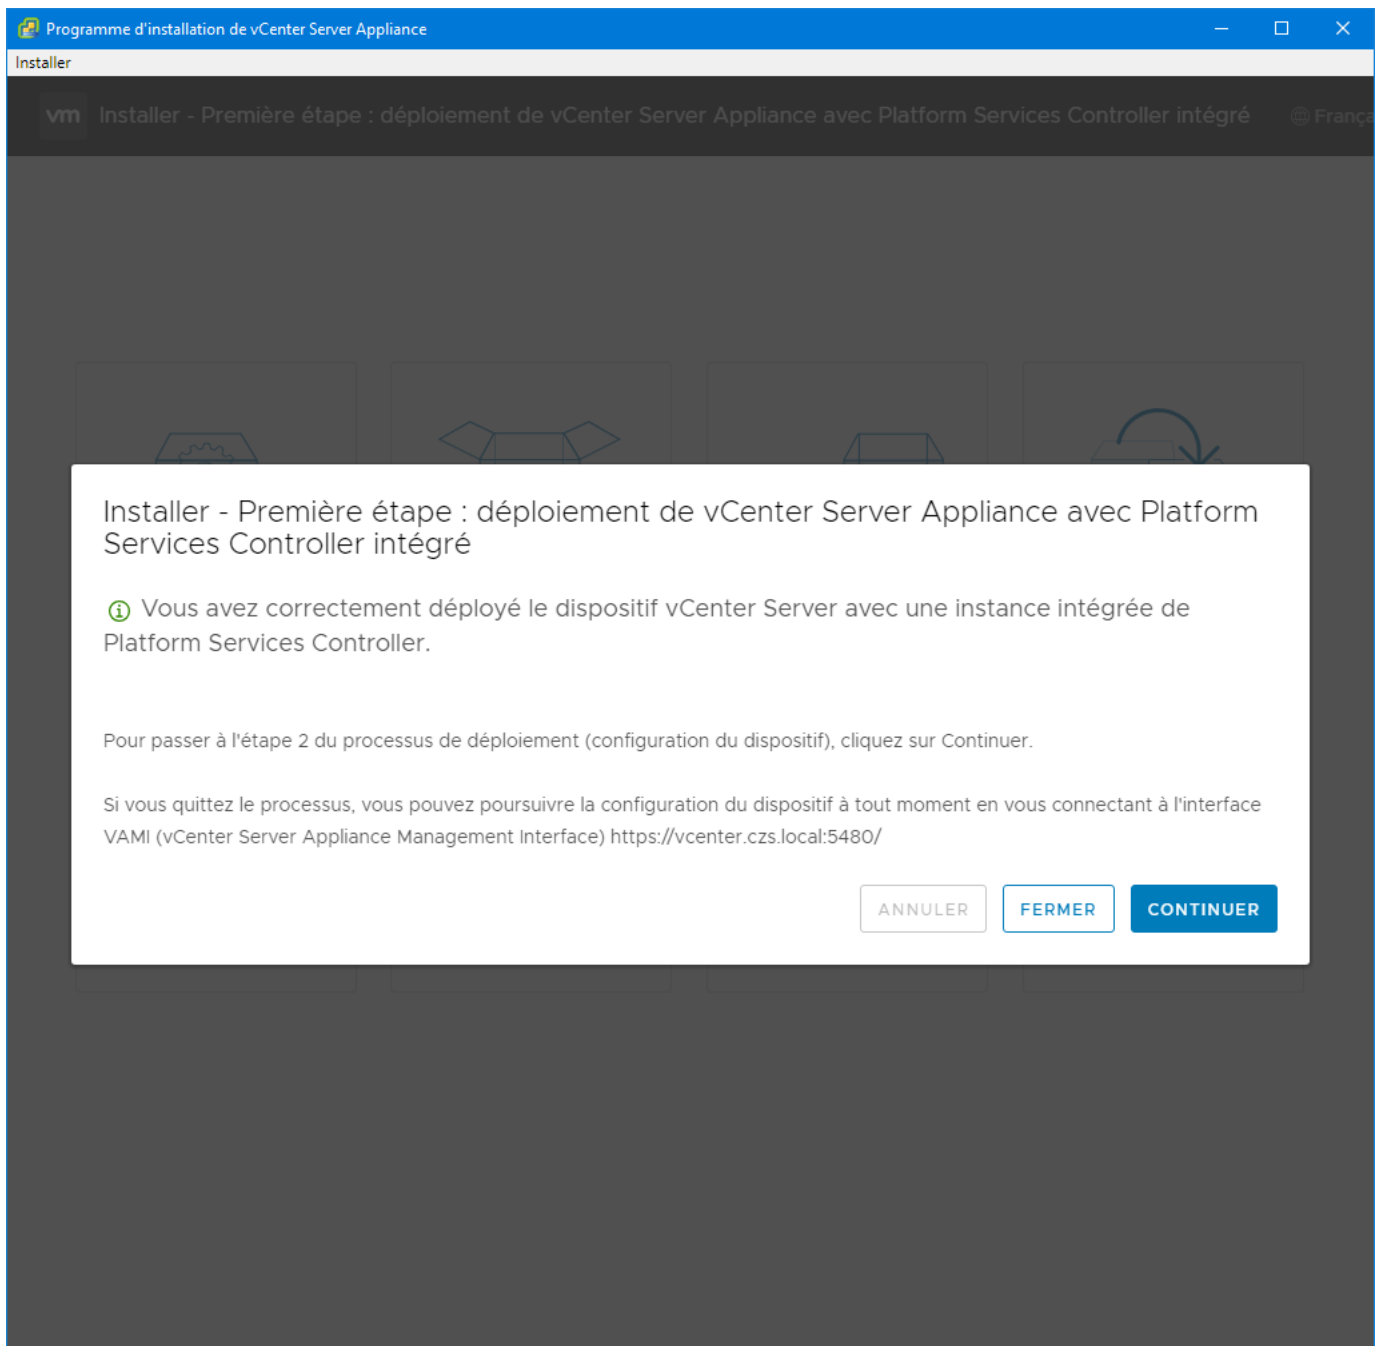 Programme d'installation de vCenter Server Appliance
Installer
vm Installer - Première étape : déploiement de vCenter Server Appliance avec Platform Services Controller intégré
Installer - Première étape : déploiement de vCenter Server Appliance avec Platform
Services Controller intégré
Vous avez correctement déployé le dispositif vCenter Server avec une instance intégrée de
Platform Services Controller.
Pour passer à l'étape 2 du processus de déploiement (configuration du dispositif), cliquez sur Continuer.
Si vous quittez le processus, vous pouvez poursuivre la configuration du dispositif à tout moment en vous connectant à l'interface
VAMI (vCenter Server Appliance Management Interface) https://vcenter.czs.local:5480/
ANNULER FERMER CONTINUER